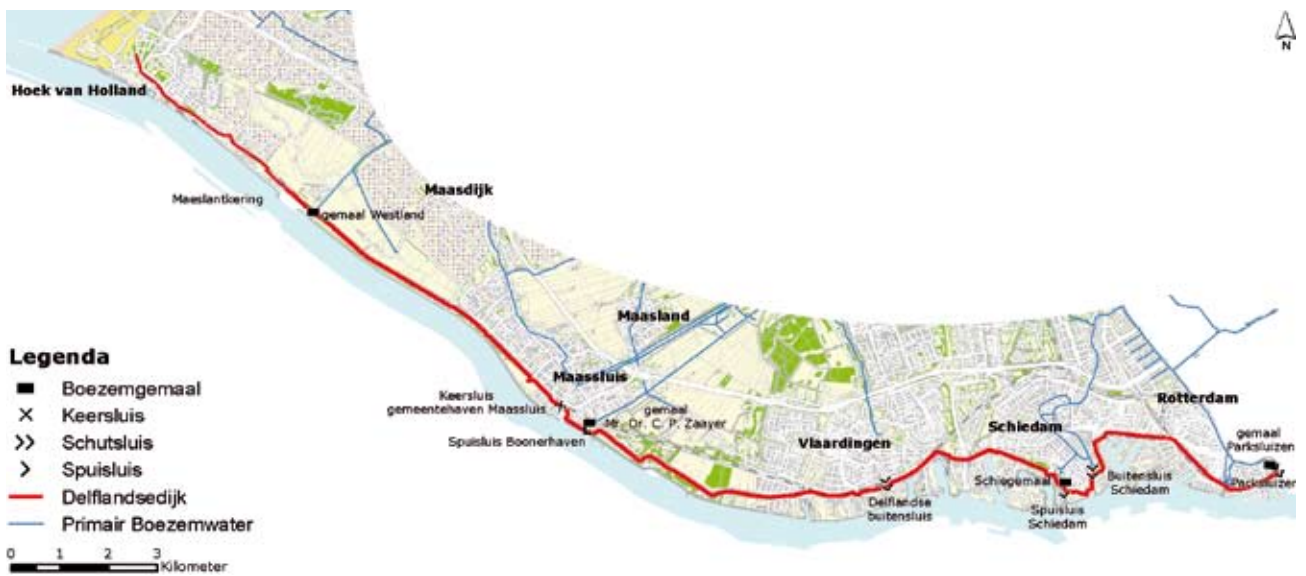 N
Hoek van Holland
Maeslantkering
gemaal Westland
Maasdijk
Maasland
Maassluis
Keersluis
gemeentehaven Maassluis
gemaal
Mr. Dr. C. P. Zaayer
Spuisluis Boonerhaven
Vlaardingen
Delflandse
buitensluis
Schiedam
Schiegemaal
Spuisluis
Schiedam
Buitensluis
Schiedam
Rotterdam
gemaal
Parksluizen
Parksluizen
Legenda
Boezemgemaal
Keersluis
Schutsluis
Spuisluis
Delflandsedijk
Primair Boezemwater
0 1 2 3
Kilometer